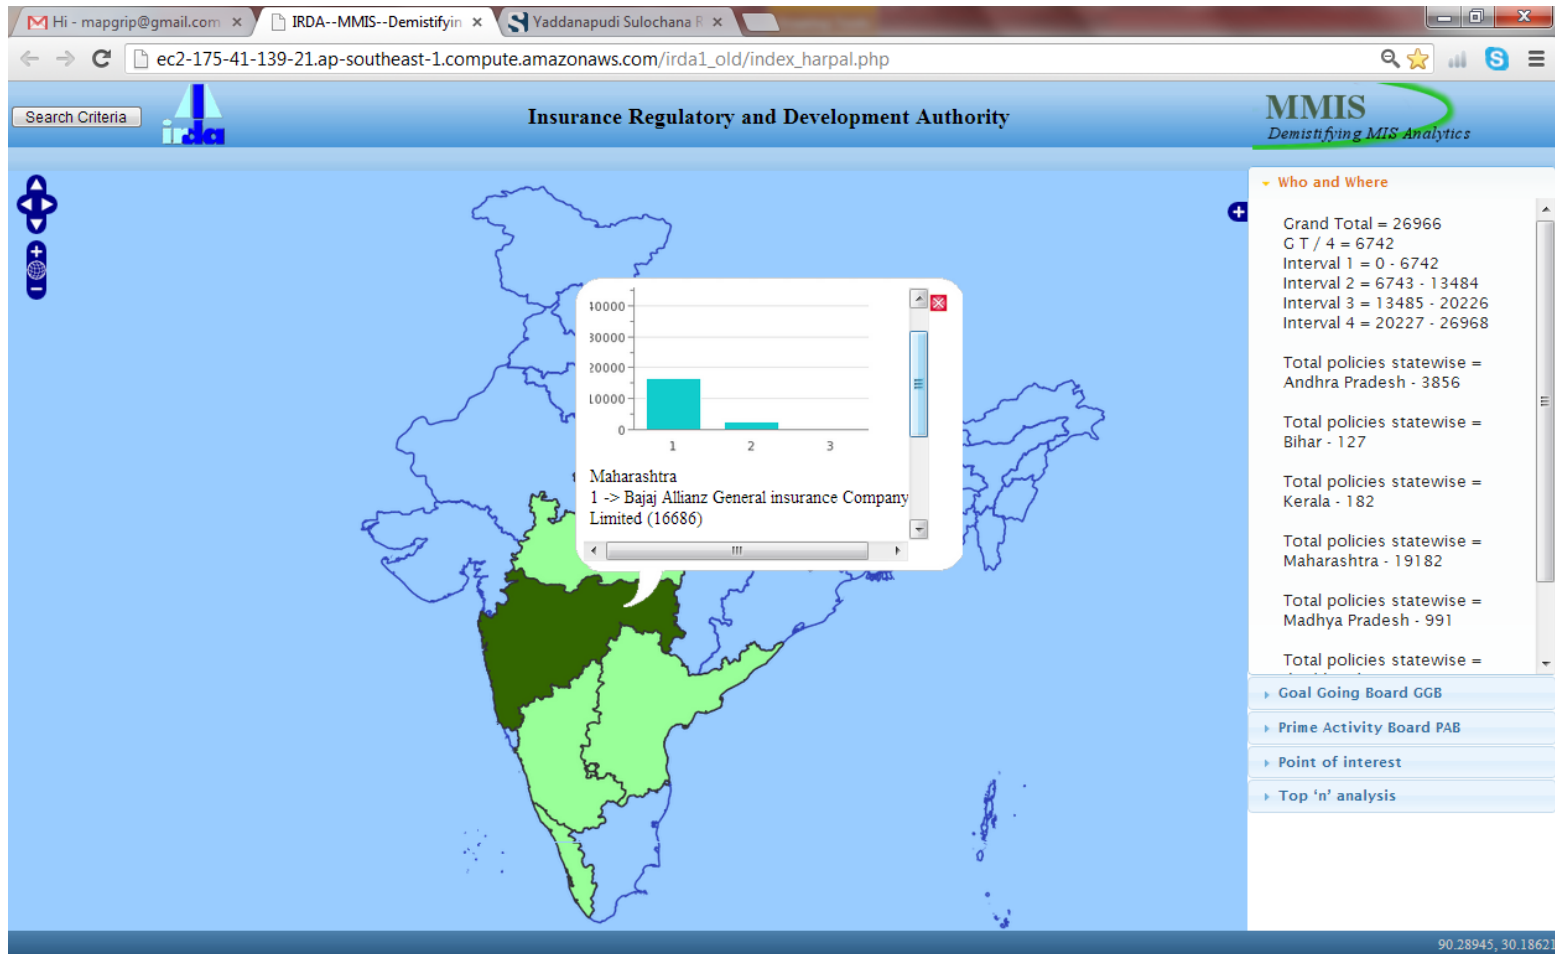 Hi - mapgrip@gmail.com
IRDA--MMIS--Demistifyin
Yaddanapudi Sulochana R
ec2-175-41-139-21.ap-southeast-1.compute.amazonaws.com/irda1_old/index_harpal.php
Search Criteria
irda
Insurance Regulatory and Development Authority
MMIS
Demistifying MIS Analytics
Who and Where
Grand Total = 26966
G T / 4 = 6742
Interval 1 = 0 - 6742
Interval 2 = 6743 - 13484
Interval 3 = 13485 - 20226
Interval 4 = 20227 - 26968
Total policies statewise =
Andhra Pradesh - 3856
Total policies statewise =
Bihar - 127
Total policies statewise =
Kerala - 182
Total policies statewise =
Maharashtra - 19182
Total policies statewise =
Madhya Pradesh - 991
Total policies statewise =
Goal Going Board GGB
Prime Activity Board PAB
Point of interest
Top ‘n’ analysis
40000
30000
20000
10000
0
1 2 3
Maharashtra
1 -> Bajaj Allianz General insurance Company
Limited (16686)
90.28945, 30.18621